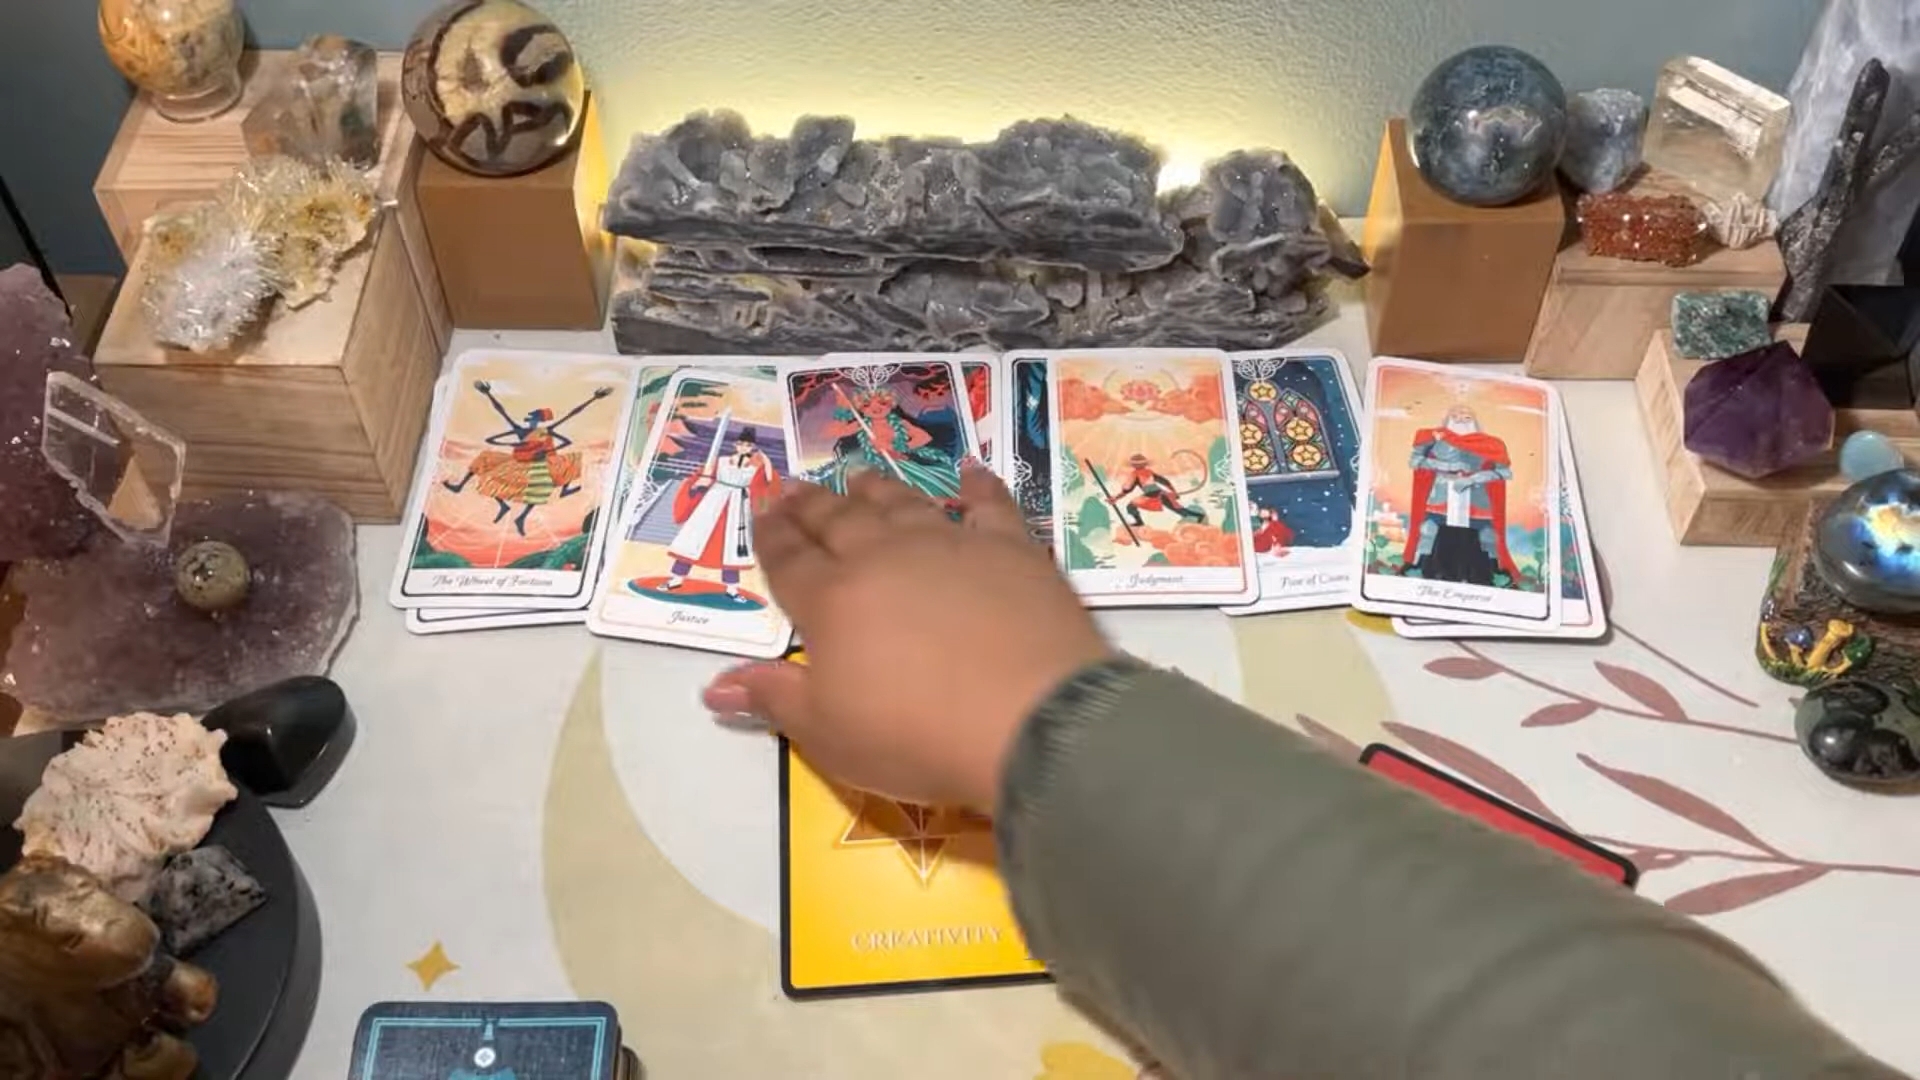 The Wheel of Fortune
Justice
Judgment
Five of Coins
The Emperor
CREATIVITY